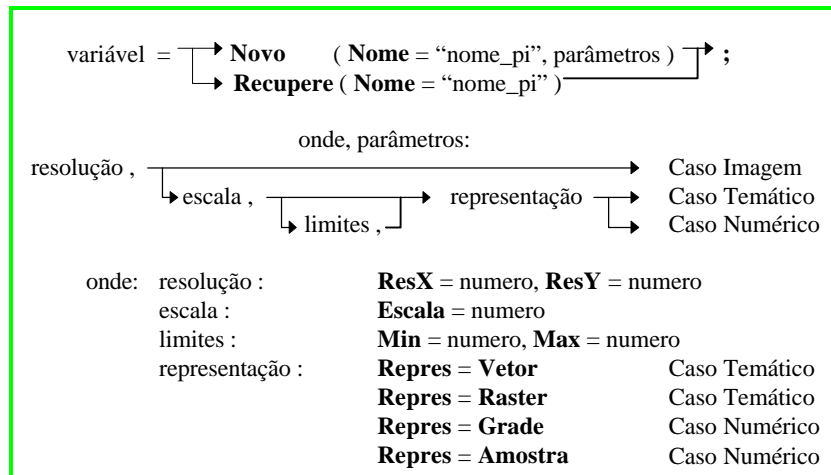 variável = Novo ( Nome = “nome_pi”, parâmetros ) ;
Recupere ( Nome = “nome_pi” )
onde, parâmetros:
resolução , Caso Imagem
escala , representação Caso Temático
limites , Caso Numérico
onde: resolução : ResX = numero, ResY = numero
escala : Escala = numero
limites : Min = numero, Max = numero
representação : Repres = Vetor Caso Temático
Repres = Raster Caso Temático
Repres = Grade Caso Numérico
Repres = Amostra Caso Numérico